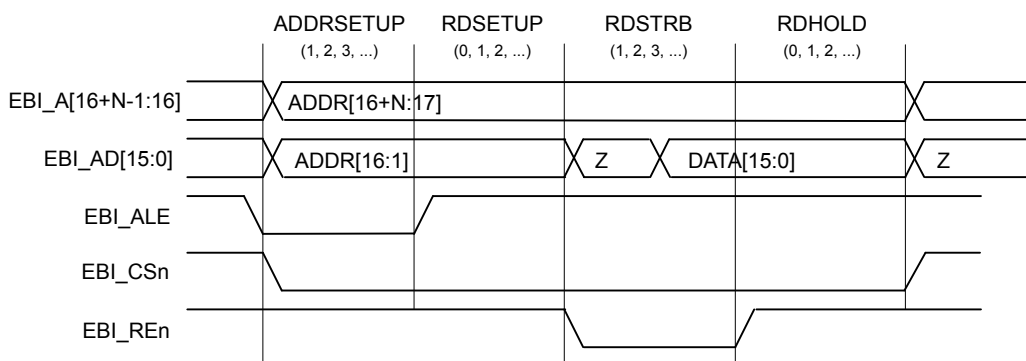 ADDRSETUP RDSETUP RDSTRB RDHOLD
(1, 2, 3, ...) (0, 1, 2, ...) (1, 2, 3, ...) (0, 1, 2, ...)
EBI_A[16+N-1:16] ADDR[16+N:17]
EBI_AD[15:0] ADDR[16:1] Z DATA[15:0] Z
EBI_ALE
EBI_CSn
EBI_REn